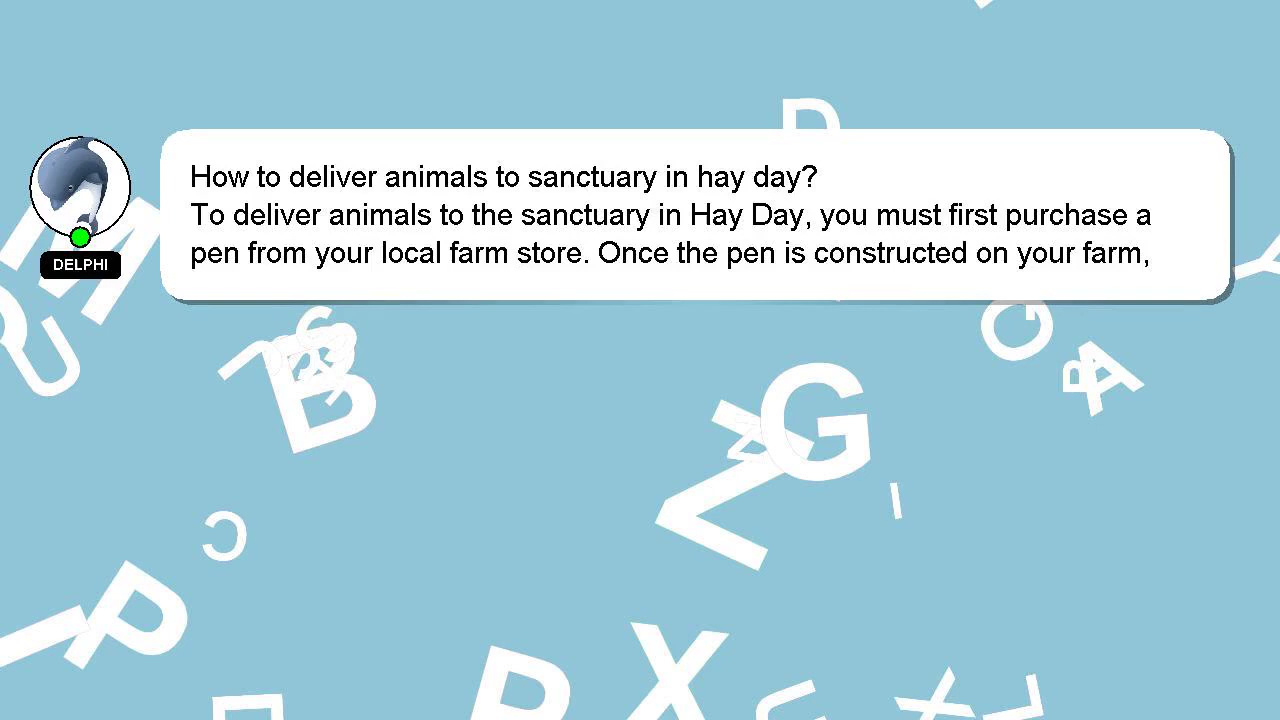 How to deliver animals to sanctuary in hay day?
To deliver animals to the sanctuary in Hay Day, you must first purchase a
pen from your local farm store. Once the pen is constructed on your farm,
DELPHI